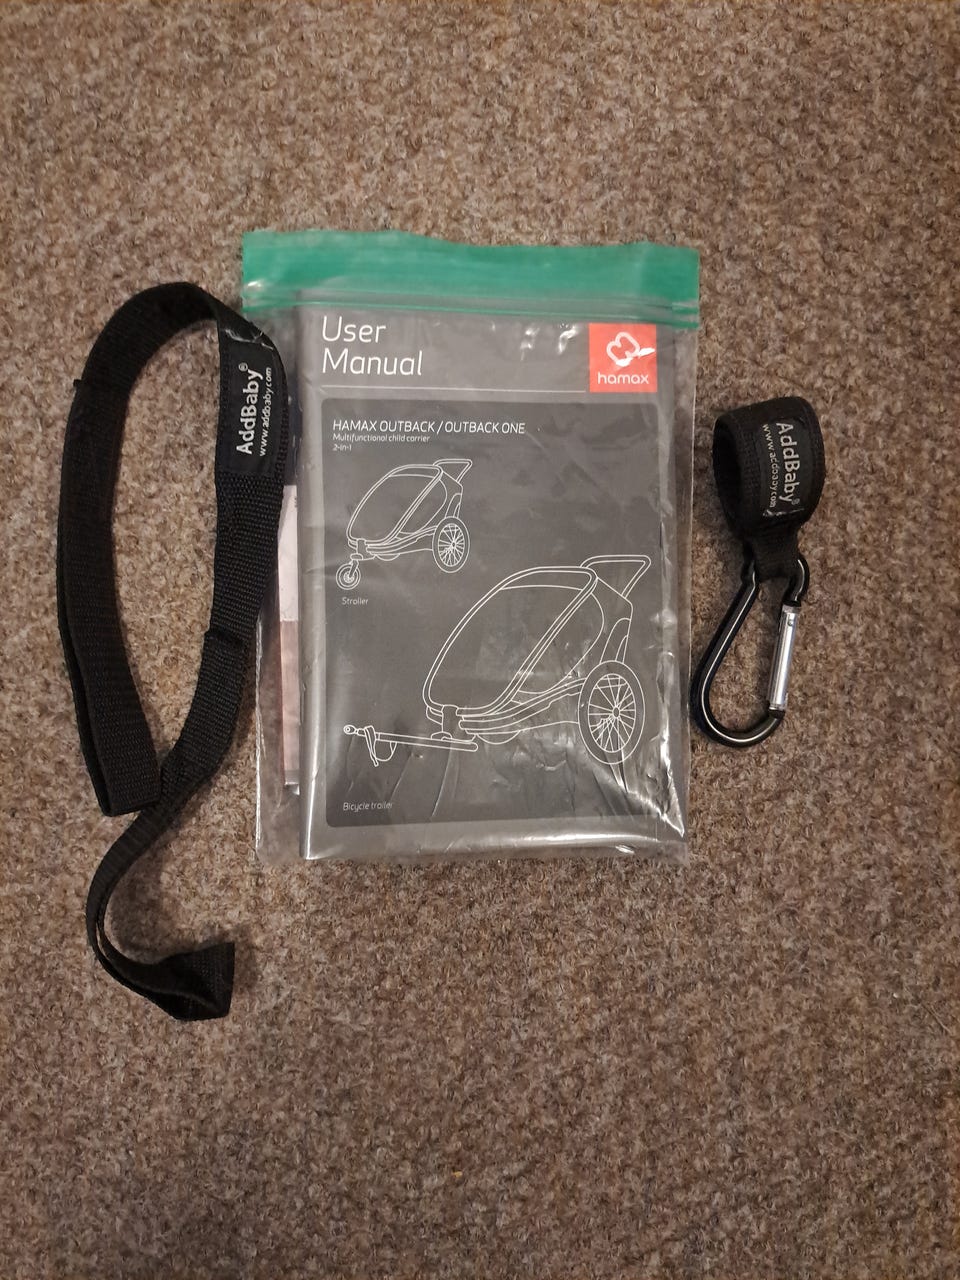 AddBaby®
www.addbaby.com
User
Manual
hamax
HAMAX OUTBACK / OUTBACK ONE
Multifunctional child carrier
2-in-1
Stroller
Bicycle trailer
AddBaby®
www.addbaby.com